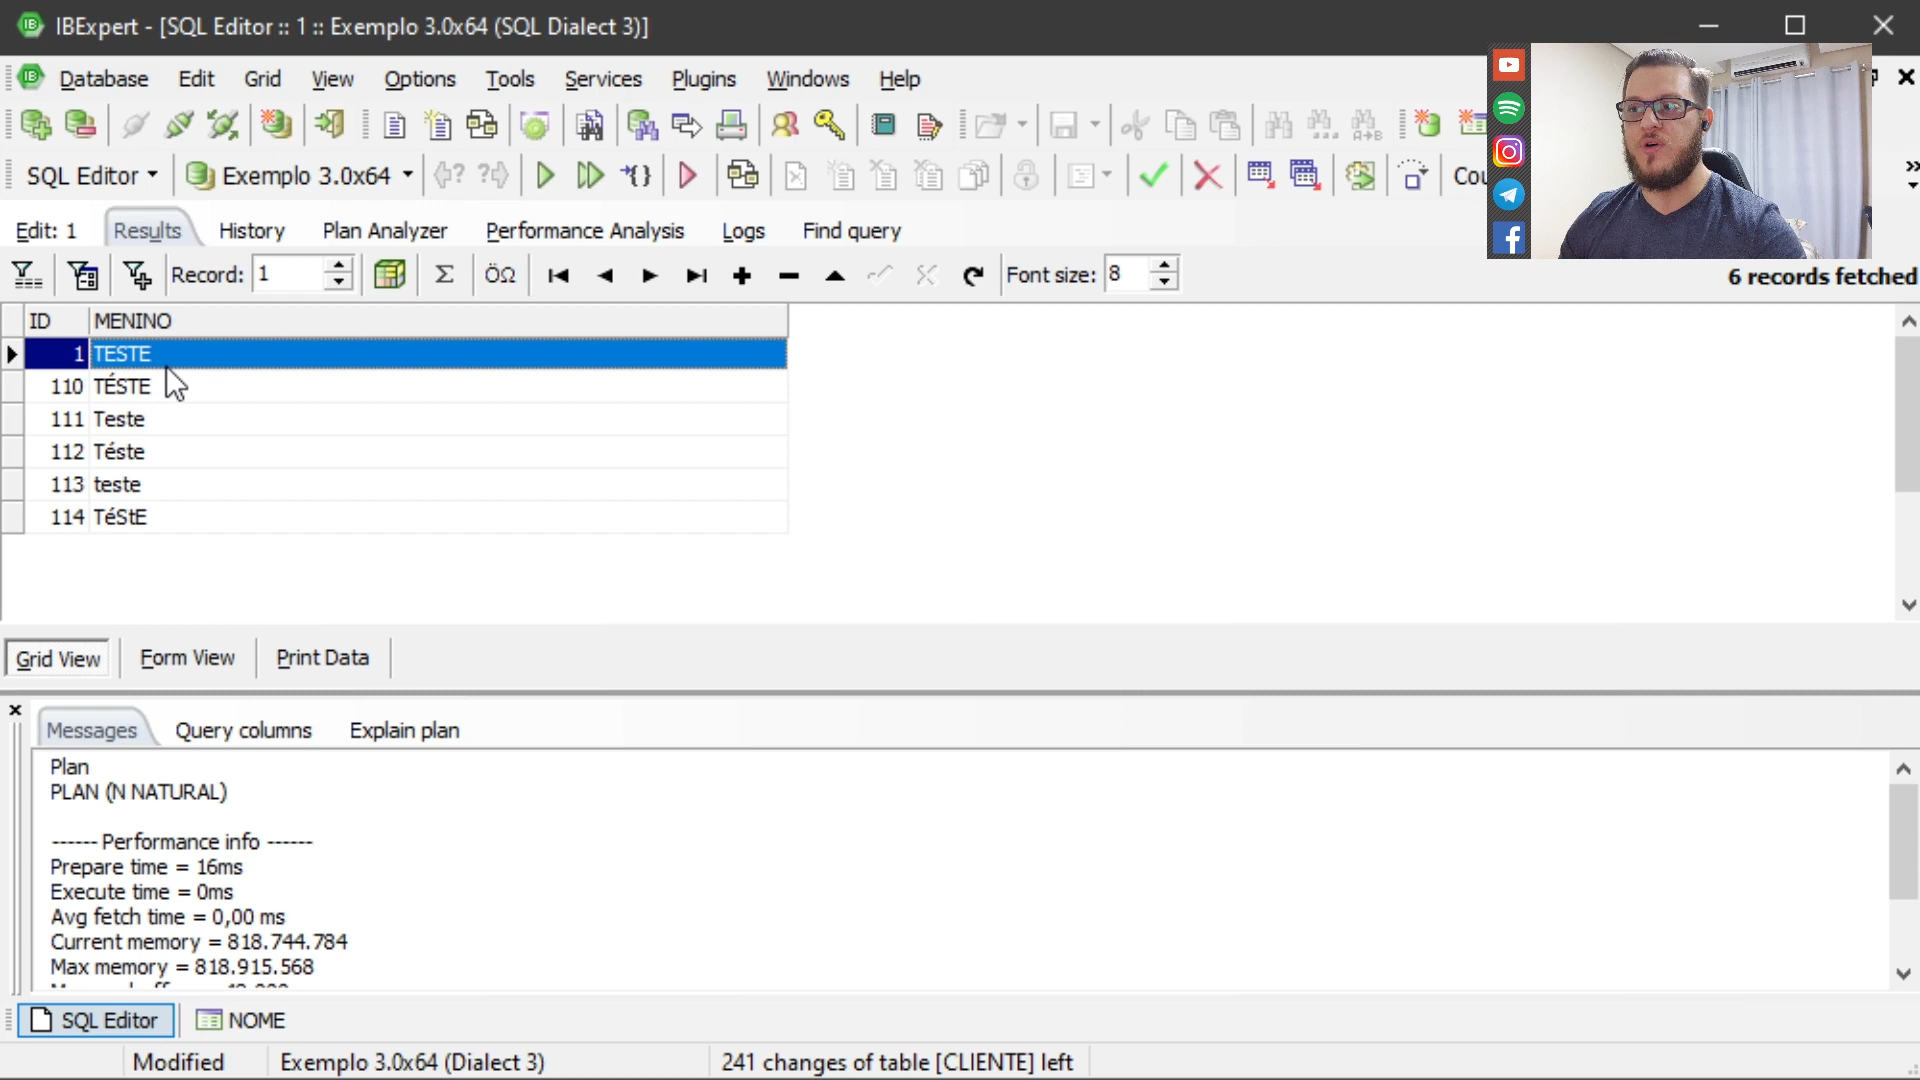 IBExpert - [SQL Editor :: 1 :: Exemplo 3.0x64 (SQL Dialect 3)]
Database Edit Grid View Options Tools Services Plugins Windows Help
SQL Editor Exemplo 3.0x64 Cou
Edit: 1 Results History Plan Analyzer Performance Analysis Logs Find query
Record: 1 Σ ÖΩ Font size: 8 6 records fetched
ID MENINO
1 TESTE
110 TÉSTE
111 Teste
112 Téste
113 teste
114 TéStE
Grid View Form View Print Data
Messages Query columns Explain plan
Plan
PLAN (N NATURAL)
------ Performance info ------
Prepare time = 16ms
Execute time = 0ms
Avg fetch time = 0,00 ms
Current memory = 818.744.784
Max memory = 818.915.568
SQL Editor NOME
Modified Exemplo 3.0x64 (Dialect 3) 241 changes of table [CLIENTE] left